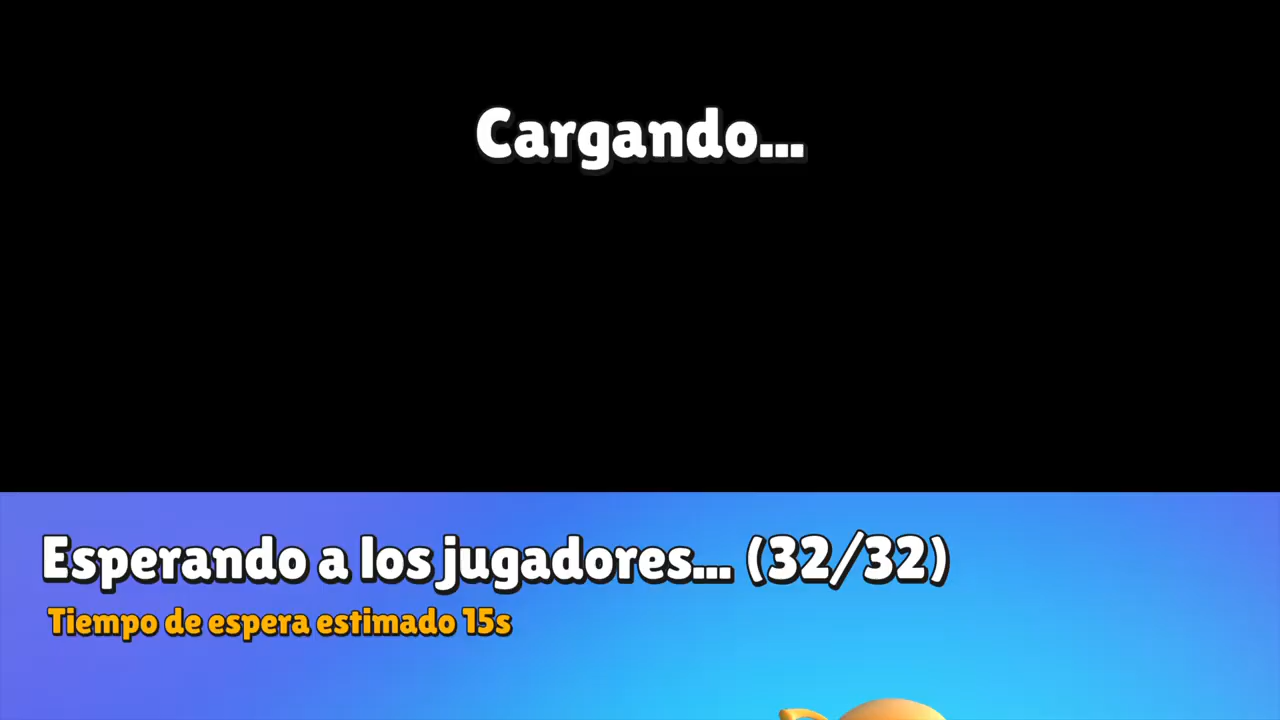 Cargando...
Esperando a los jugadores... (32/32)
Tiempo de espera estimado 15s